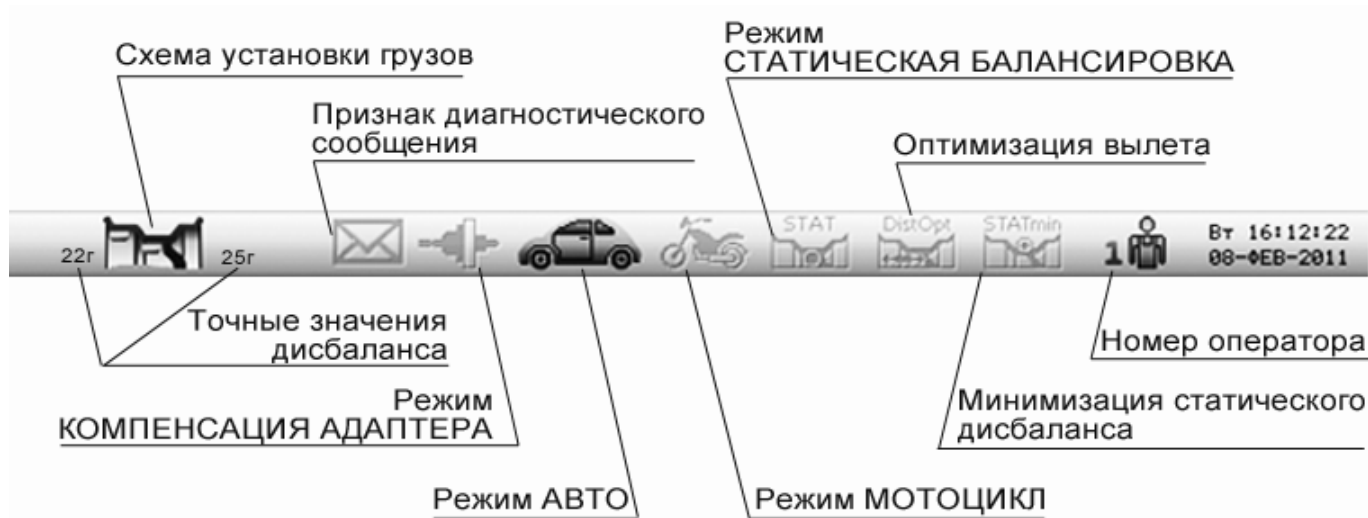 Режим
СТАТИЧЕСКАЯ БАЛАНСИРОВКА
Схема установки грузов
Признак диагностического
сообщения
Оптимизация вылета
22г
25г
STAT
DistOpt
STATmin
1
Вт 16:12:22
08-ФЕВ-2011
Точные значения
дисбаланса
Номер оператора
Режим
КОМПЕНСАЦИЯ АДАПТЕРА
Минимизация статического
дисбаланса
Режим АВТО
Режим МОТОЦИКЛ